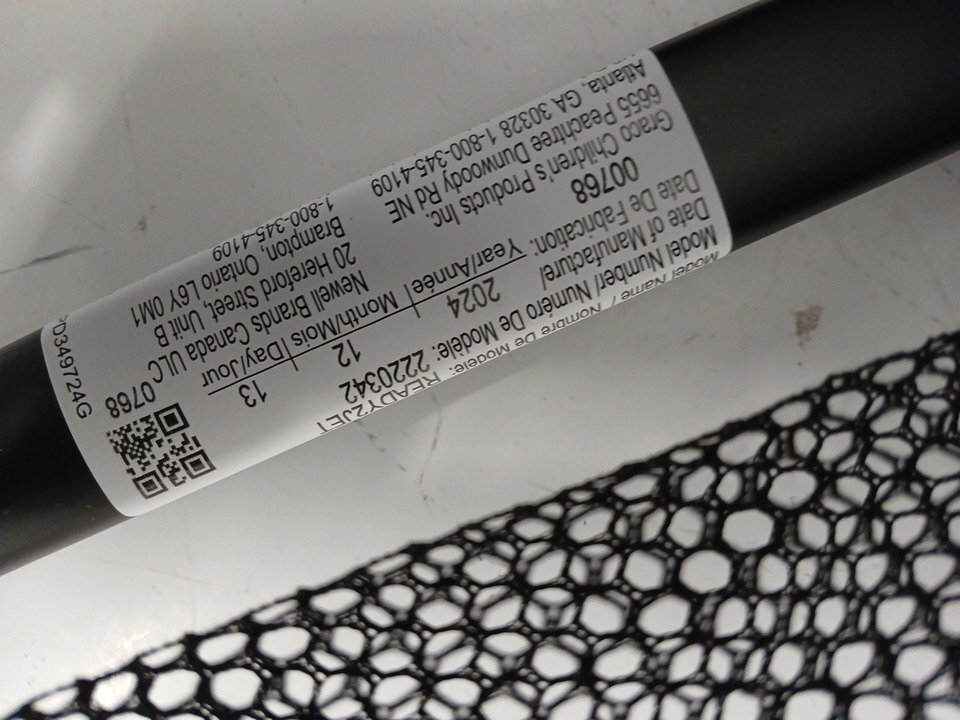 Model Name / Nombre De Modèle: READY2JET
Model Number/ Numéro De Modèle: 2220342
Date of Manufacture/ 2024 | 12 | 13
Date De Fabrication: Year/Année | Month/Mois | Day/Jour
00768
Graco Children's Products Inc.
6655 Peachtree Dunwoody Rd NE
Atlanta, GA 30328 1-800-345-4109
Newell Brands Canada ULC
20 Hereford Street, Unit B
Brampton, Ontario L6Y 0M1
1-800-345-4109
0768
PD349724G